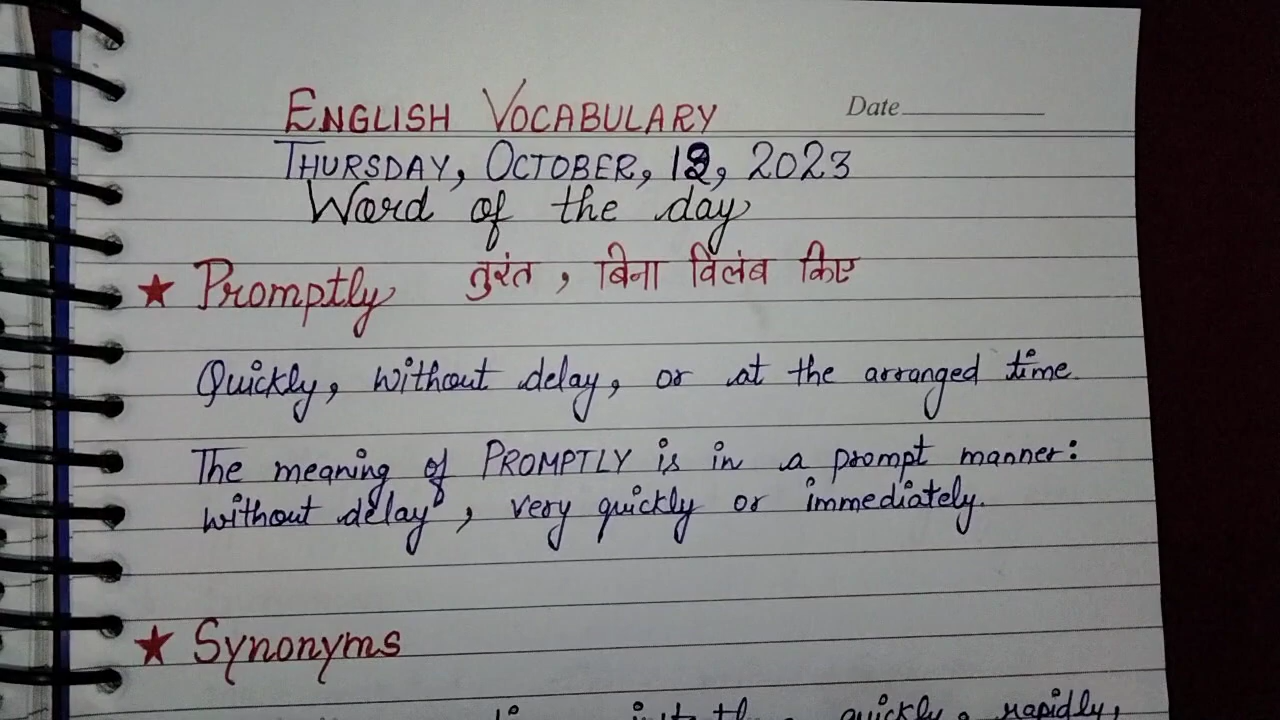 ENGLISH VOCABULARY
Date
THURSDAY, OCTOBER, 12, 2023
Word of the day
★ Promptly तुरंत , बिना विलंब किए
Quickly, without delay, or at the arranged time
The meaning of PROMPTLY is in a prompt manner:
without delay , very quickly or immediately.
★ Synonyms
quickly, rapidly,